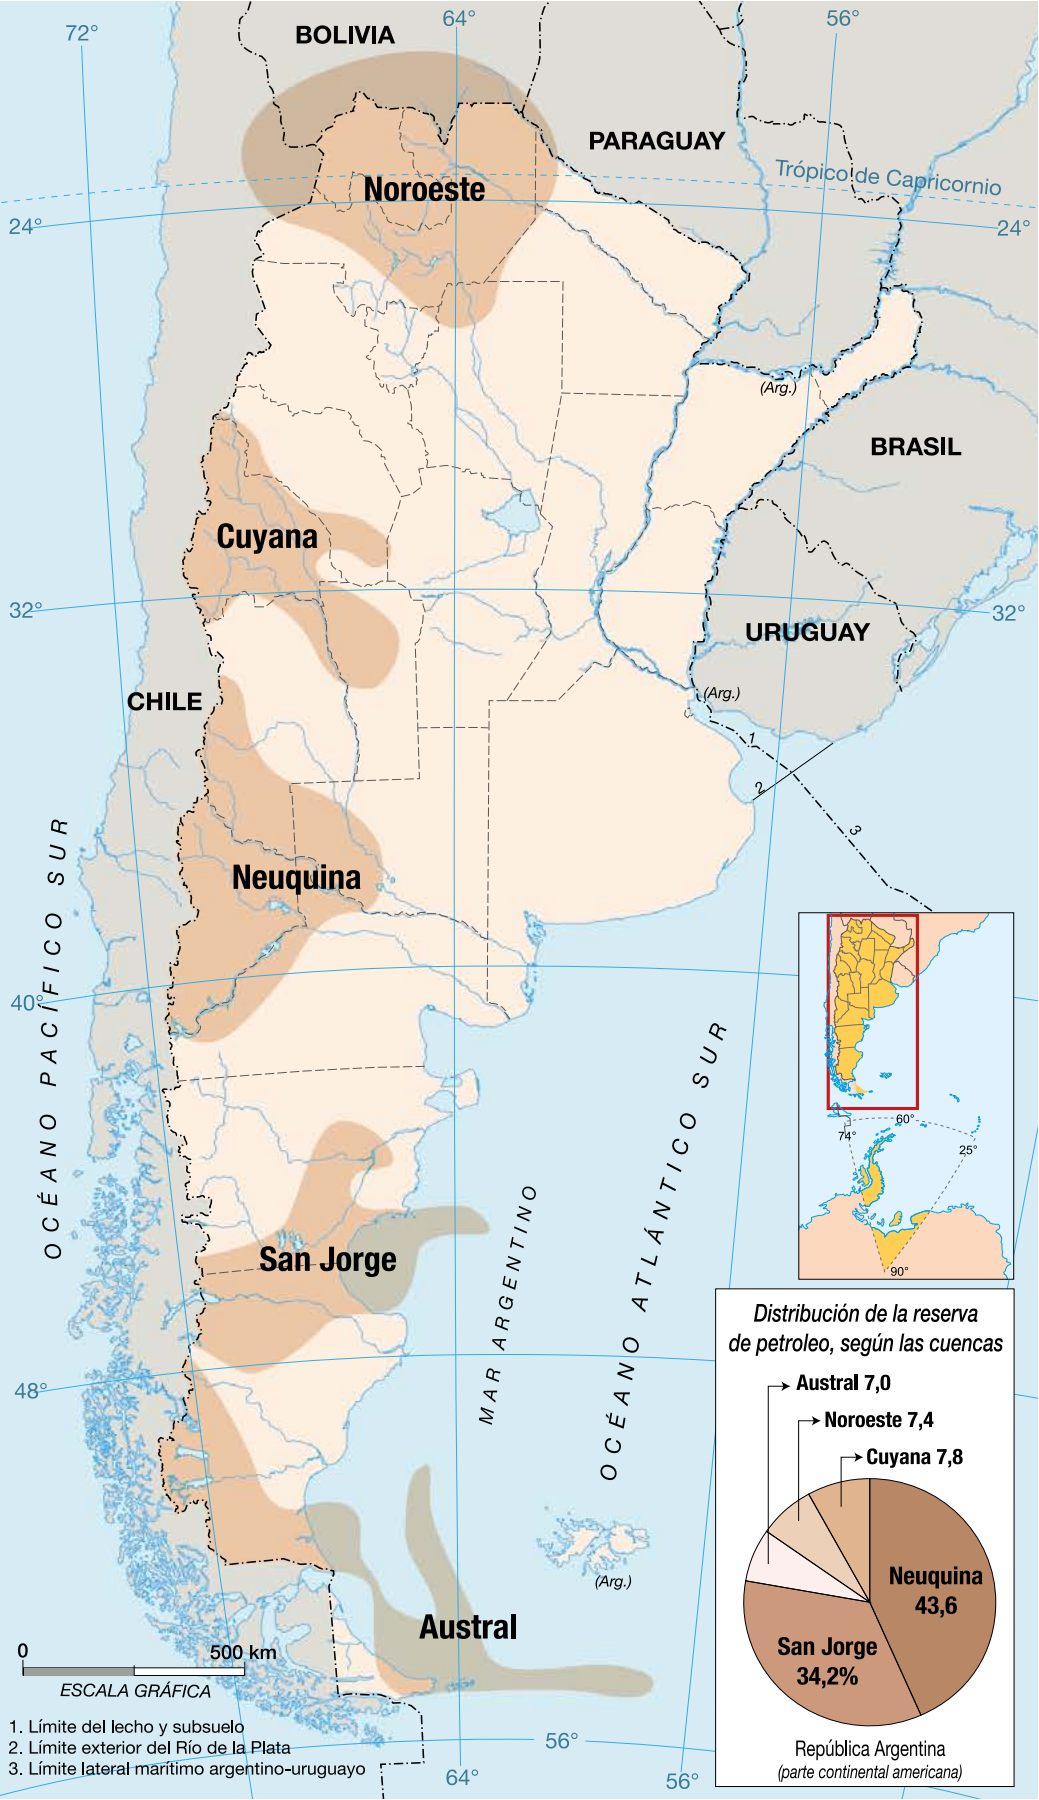 72°
64°
56°
BOLIVIA
PARAGUAY
Trópico de Capricornio
Noroeste
24°
24°
(Arg.)
BRASIL
Cuyana
32°
32°
URUGUAY
CHILE
(Arg.)
1
2
3
Neuquina
OCÉANO PACÍFICO SUR
40°
OCÉANO ATLÁNTICO SUR
MAR ARGENTINO
60°
74°
25°
90°
San Jorge
48°
Distribución de la reserva
de petroleo, según las cuencas
Austral 7,0
Noroeste 7,4
Cuyana 7,8
Neuquina
43,6
San Jorge
34,2%
República Argentina
(parte continental americana)
(Arg.)
Austral
0 500 km
ESCALA GRÁFICA
1. Límite del lecho y subsuelo
2. Límite exterior del Río de la Plata
3. Límite lateral marítimo argentino-uruguayo
56°
64°
56°